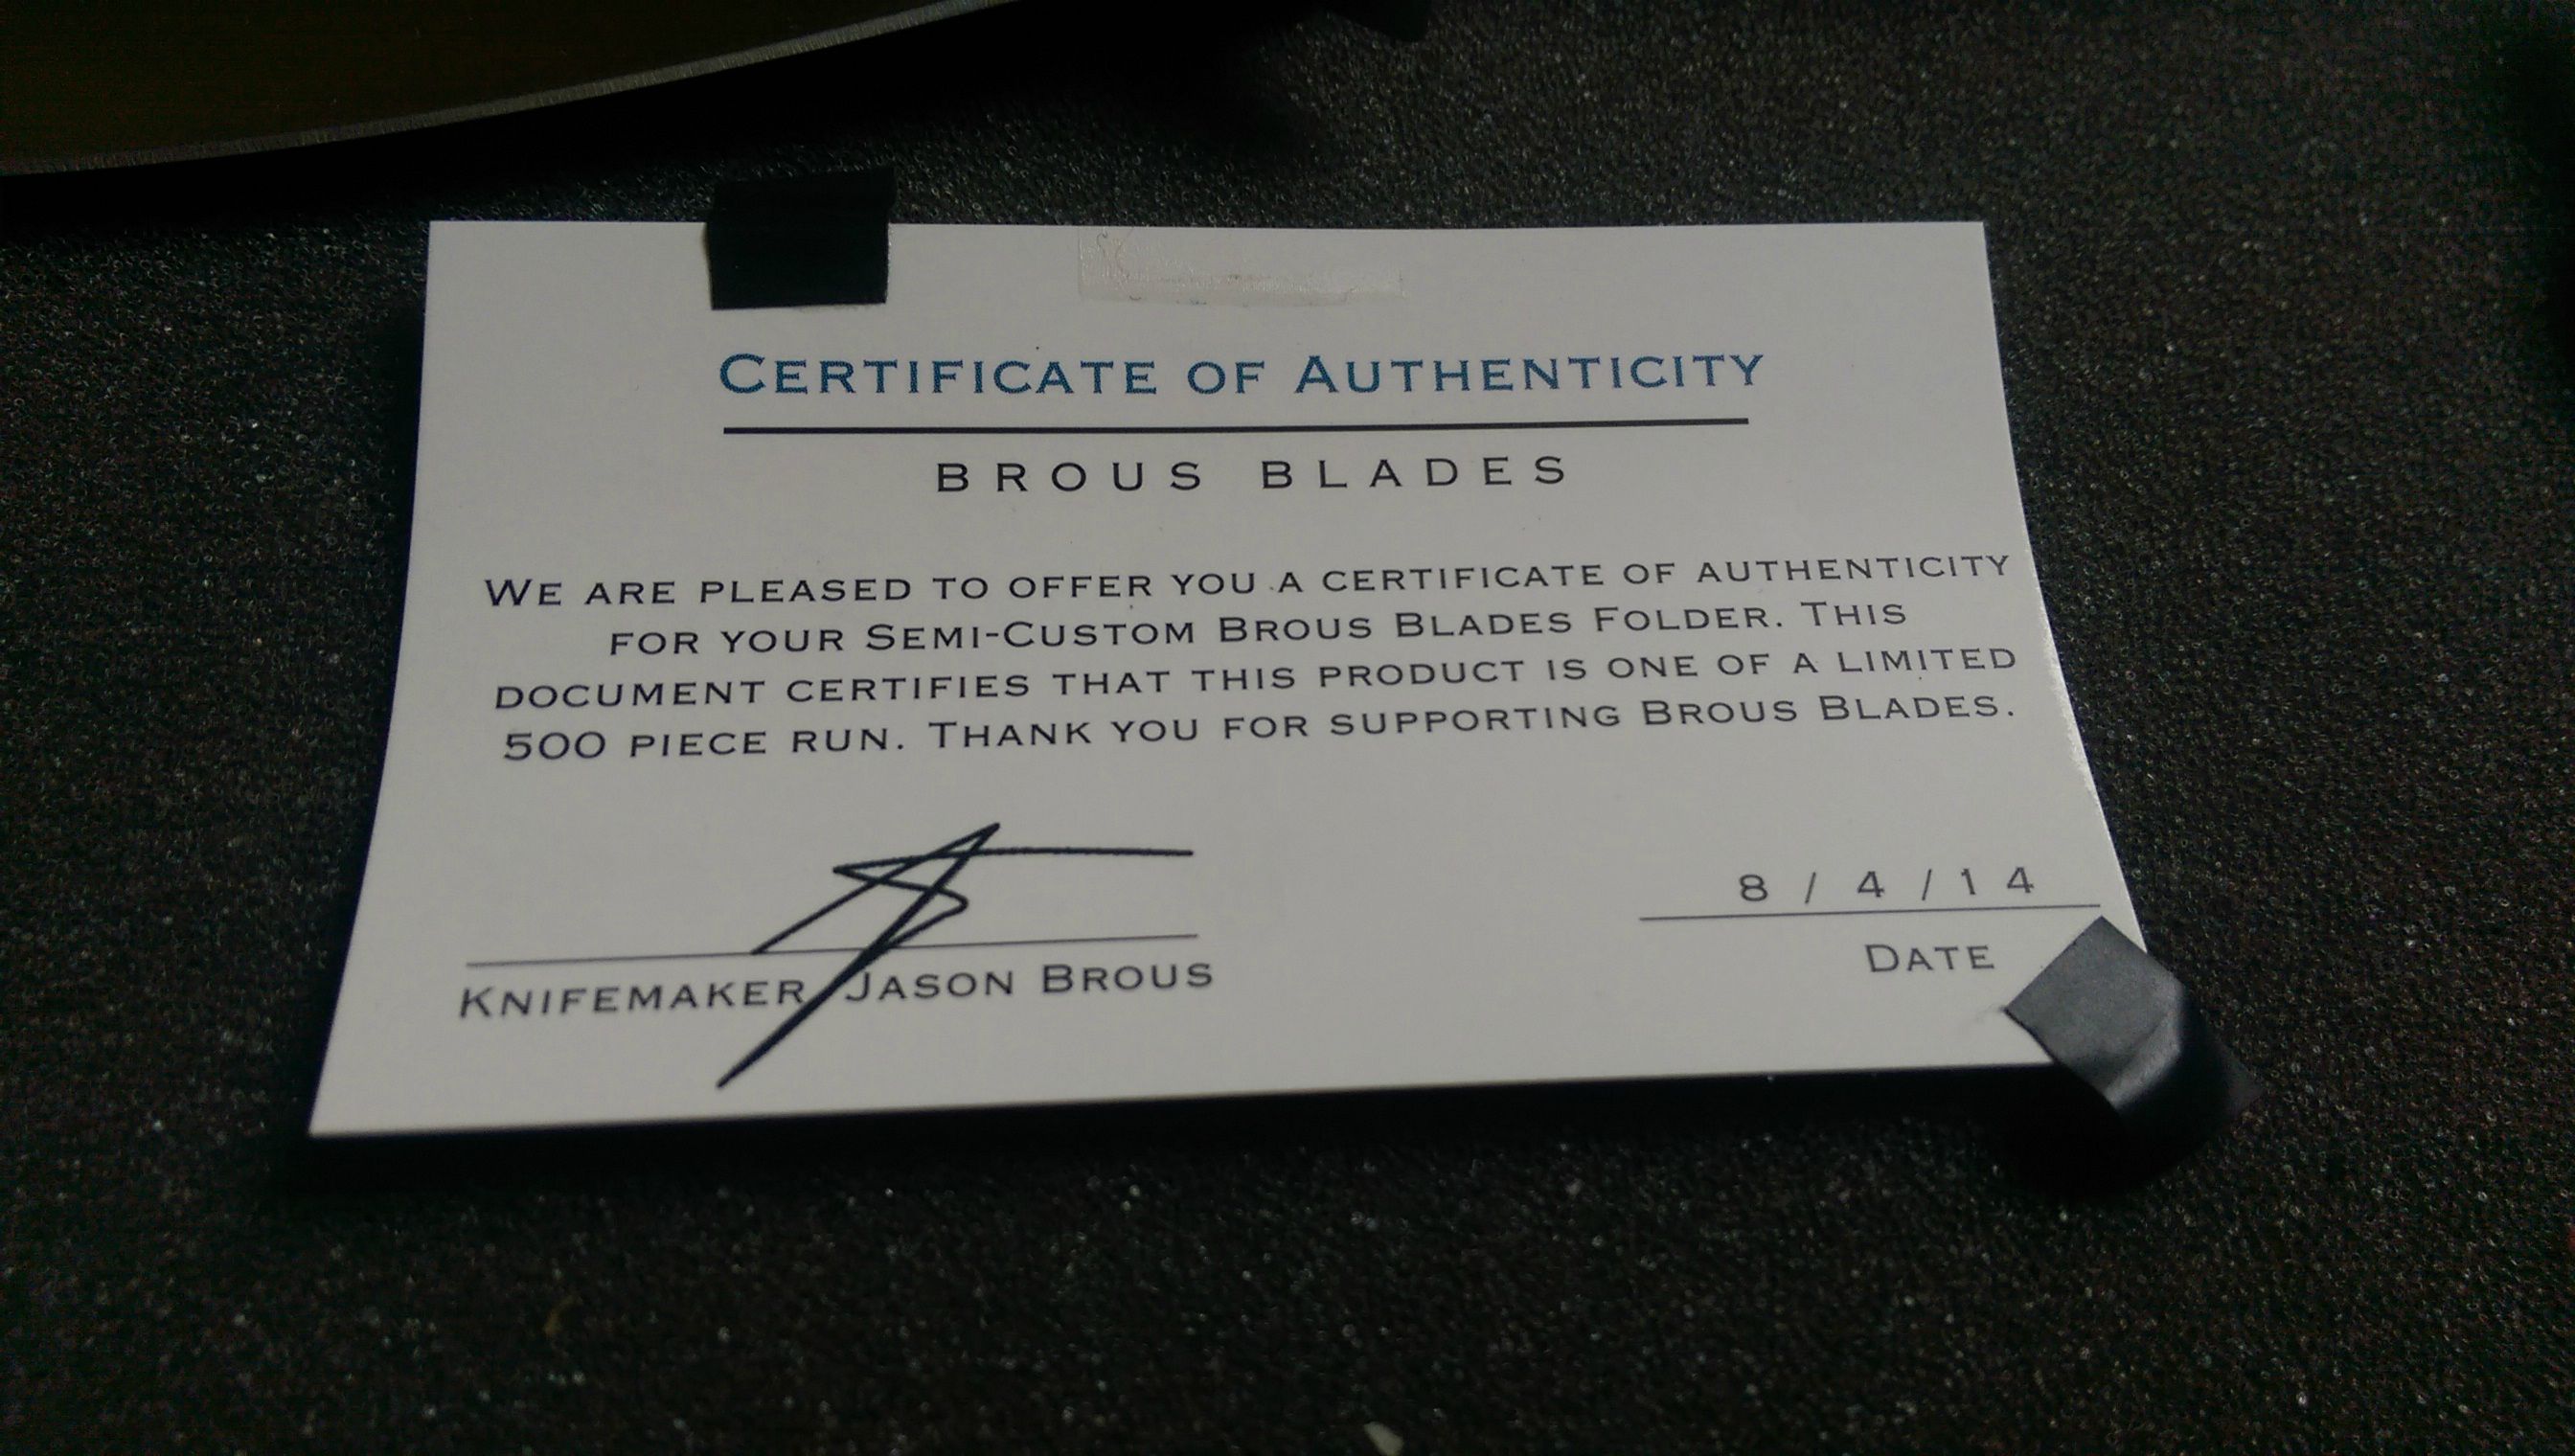 Certificate of Authenticity
BROUS BLADES
We are pleased to offer you a certificate of authenticity
for your Semi-Custom Brous Blades Folder. This
document certifies that this product is one of a limited
500 piece run. Thank you for supporting Brous Blades.
8 / 4 / 14
Knifemaker Jason Brous
Date